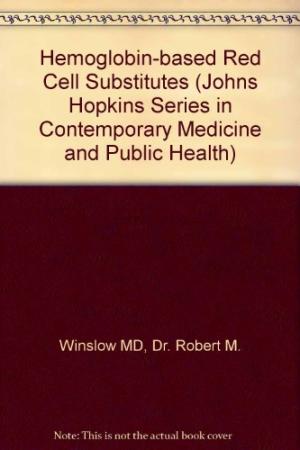 Hemoglobin-based Red
Cell Substitutes (Johns
Hopkins Series in
Contemporary Medicine
and Public Health)
Winslow MD, Dr. Robert M.
Note: This is not the actual book cover